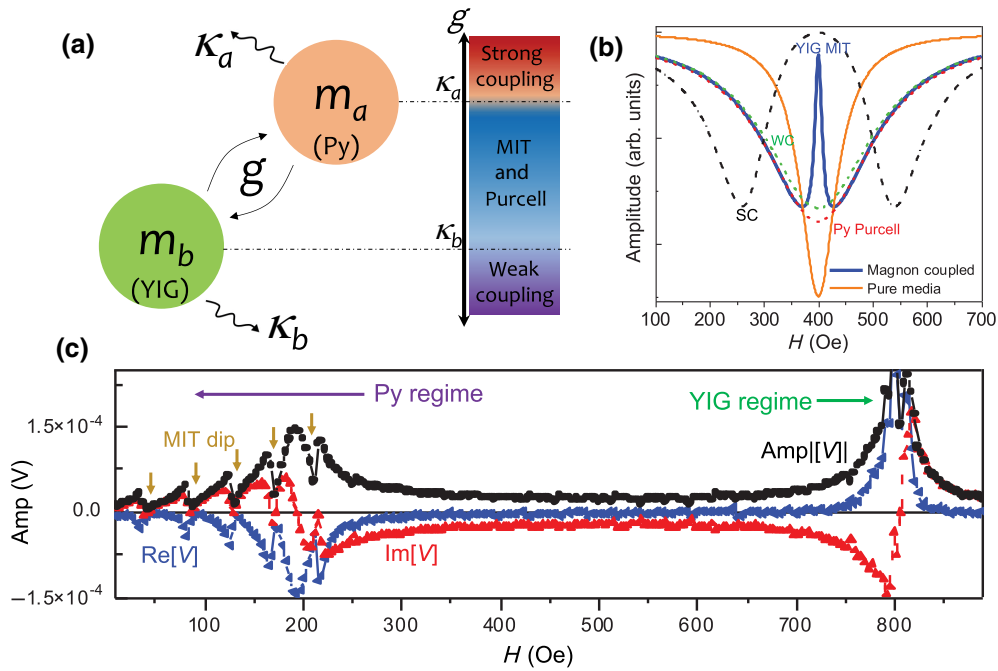 (a)
κa
ma
(Py)
g
mb
(YIG)
κb
g
κa
κb
Strong
coupling
MIT
and
Purcell
Weak
coupling
(b)
Amplitude (arb. units)
YIG MIT
WC
SC
Py Purcell
Magnon coupled
Pure media
100 200 300 400 500 600 700
H (Oe)
(c)
Amp (V)
1.5×10⁻⁴
0.0
−1.5×10⁻⁴
Py regime
YIG regime
MIT dip
Amp|[V]|
Re[V]
Im[V]
100 200 300 400 500 600 700 800
H (Oe)